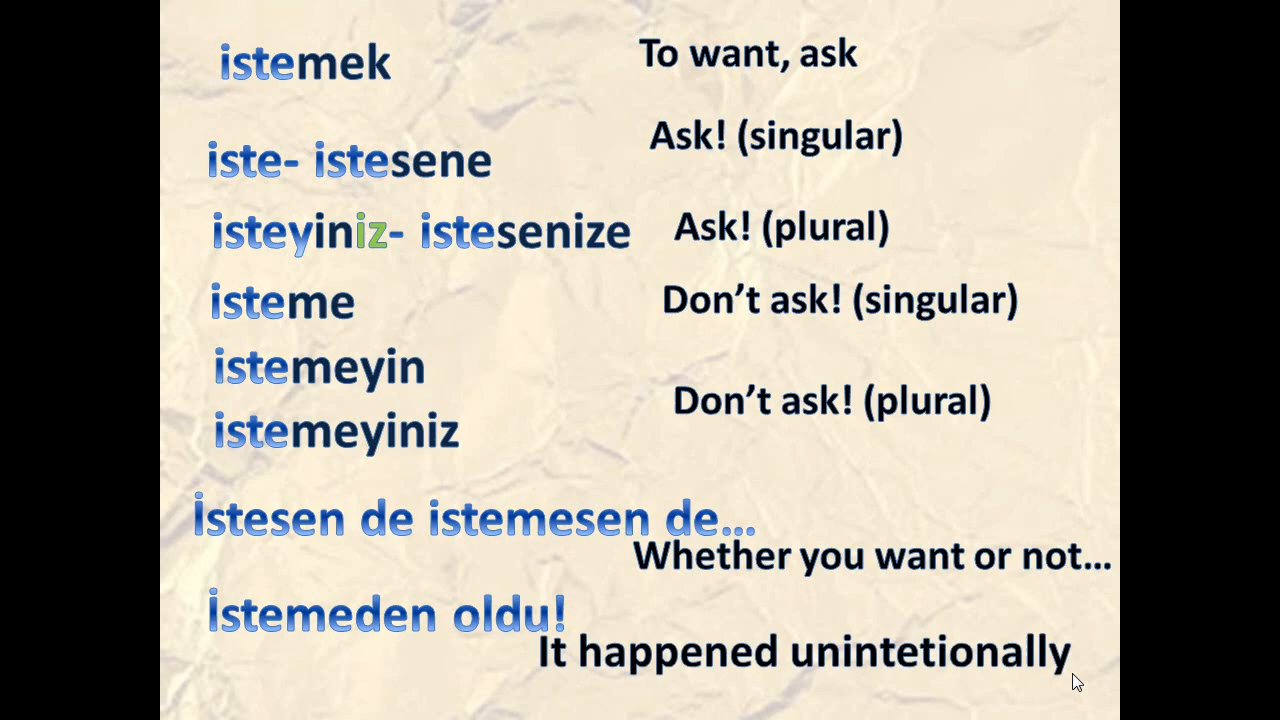 istemek
To want, ask
iste- istesene
Ask! (singular)
isteyiniz- istesenize
Ask! (plural)
isteme
Don't ask! (singular)
istemeyin
istemeyiniz
Don't ask! (plural)
İstesen de istemesen de...
Whether you want or not...
İstemeden oldu!
It happened unintetionally